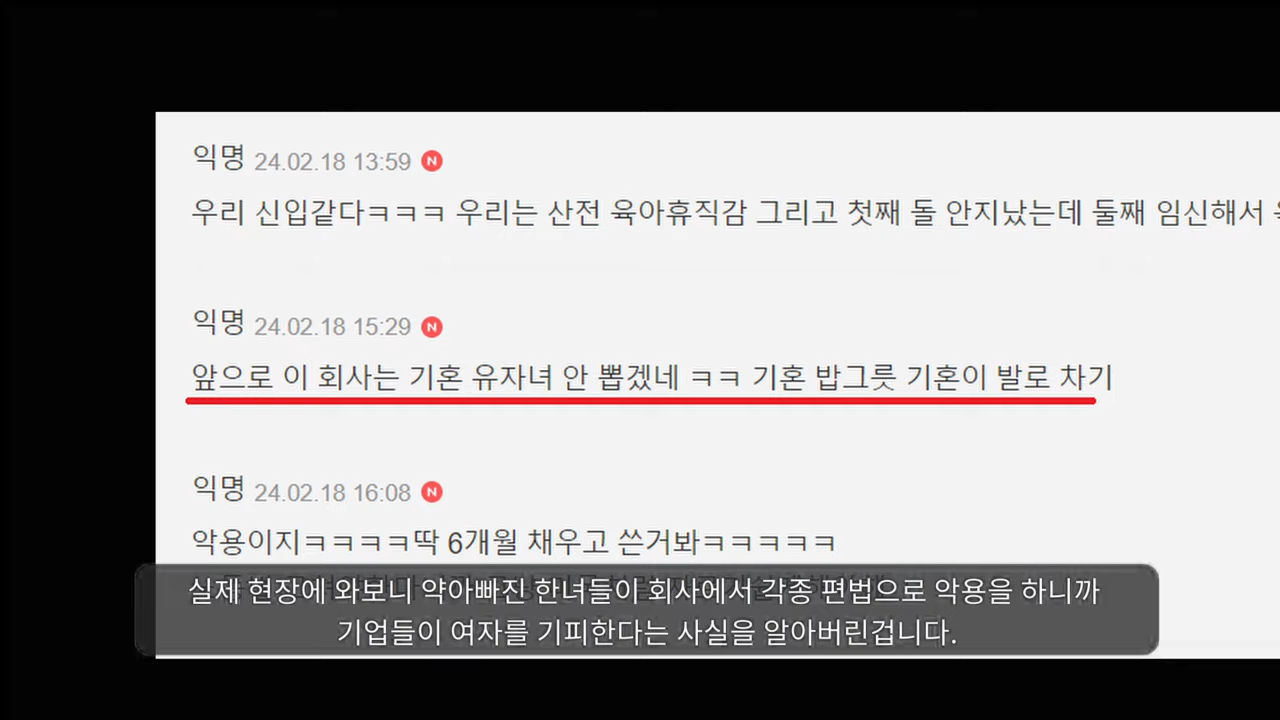 익명 24.02.18 13:59 N
우리 신입같다ㅋㅋㅋ 우리는 산전 육아휴직감 그리고 첫째 돌 안지났는데 둘째 임신해서
익명 24.02.18 15:29 N
앞으로 이 회사는 기혼 유자녀 안 뽑겠네 ㅋㅋ 기혼 밥그릇 기혼이 발로 차기
익명 24.02.18 16:08 N
악용이지ㅋㅋㅋㅋ딱 6개월 채우고 쓴거봐ㅋㅋㅋㅋㅋ
실제 현장에 와보니 약아빠진 한녀들이 회사에서 각종 편법으로 악용을 하니까
기업들이 여자를 기피한다는 사실을 알아버린겁니다.